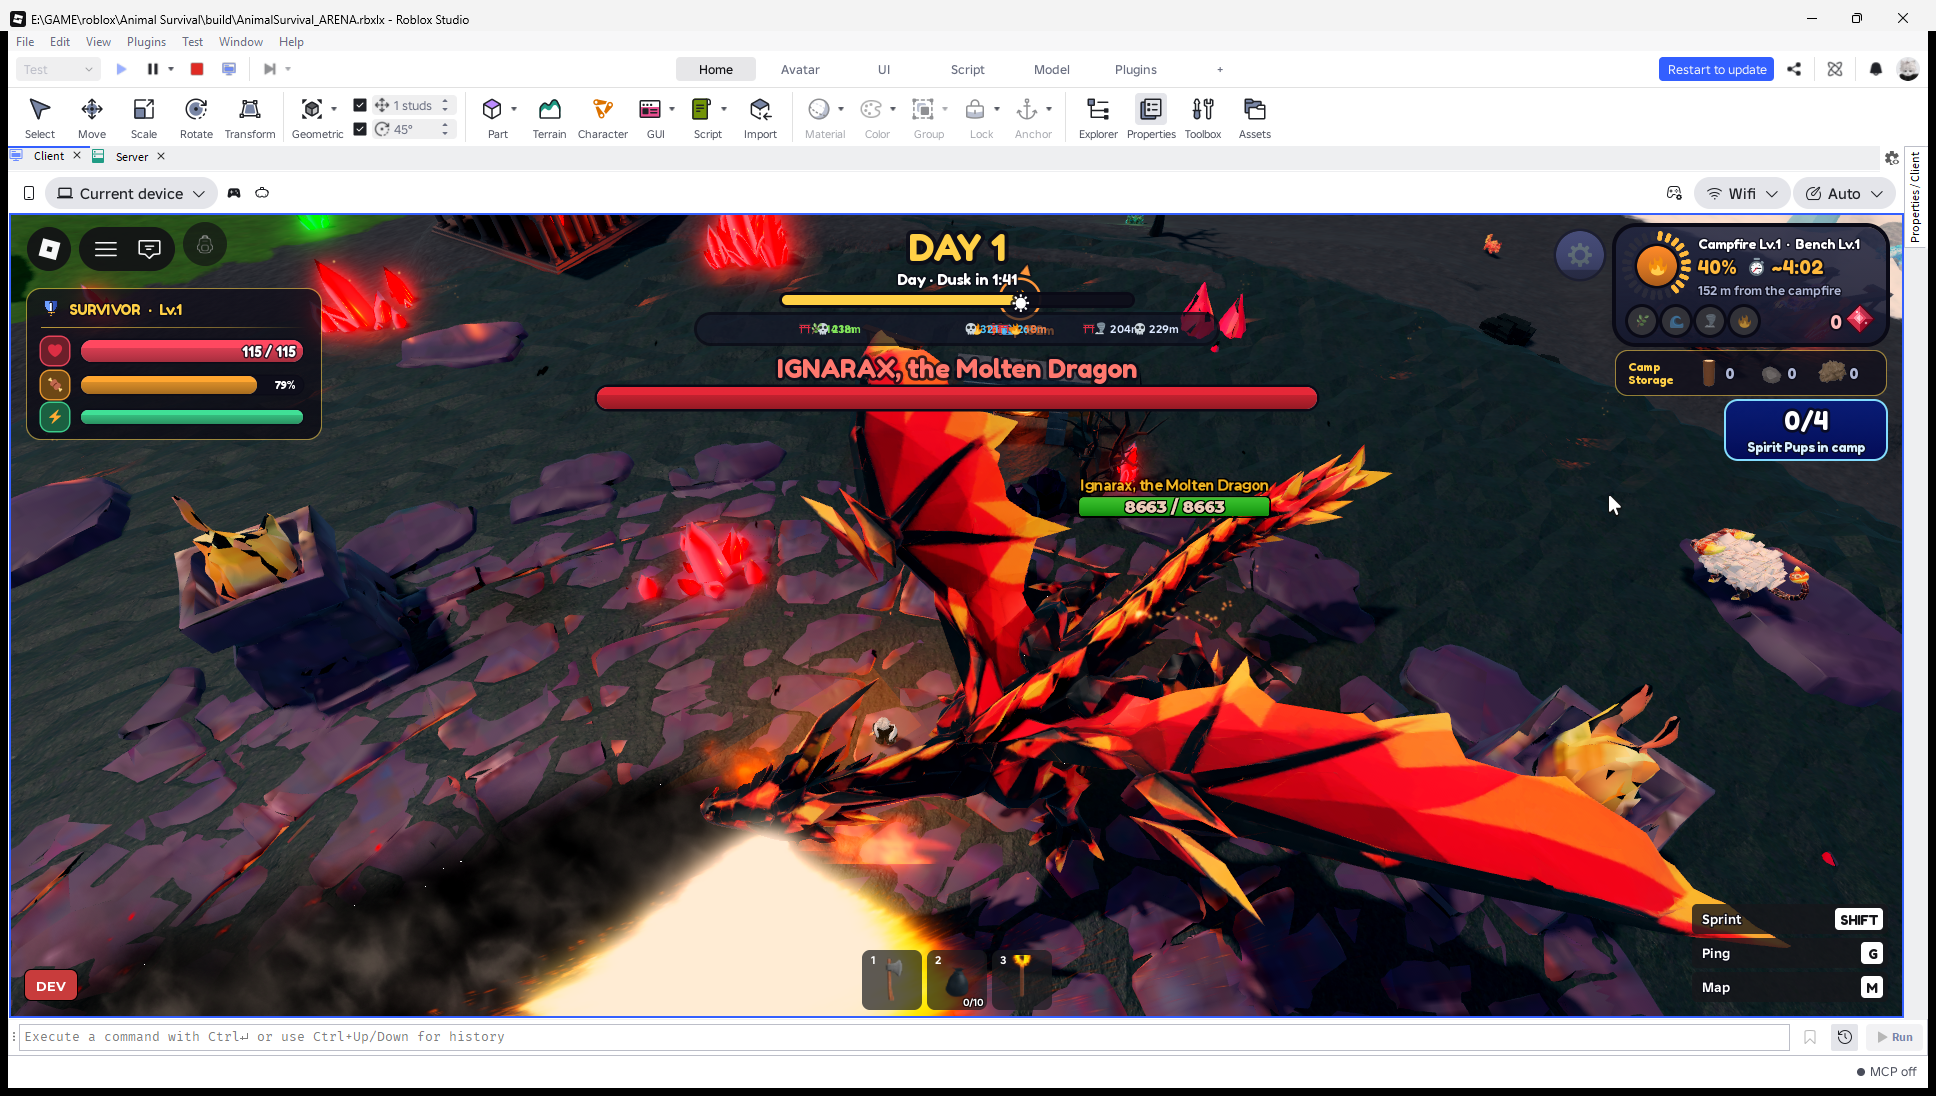 E:\GAME\roblox\Animal Survival\build\AnimalSurvival_ARENA.rbxlx - Roblox Studio
File Edit View Plugins Test Window Help
Test
Home Avatar UI Script Model Plugins +
Restart to update
Select Move Scale Rotate Transform Geometric
1 studs
45°
Part Terrain Character GUI Script Import Material Color Group Lock Anchor Explorer Properties Toolbox Assets
Client Server
Properties / Client
Current device
Wifi Auto
DAY 1
Day · Dusk in 1:41
204m 229m
IGNARAX, the Molten Dragon
SURVIVOR · Lv.1
115 / 115
79%
Campfire Lv.1 · Bench Lv.1
40% ~4:02
152 m from the campfire
0
Camp Storage
0 0 0
0/4
Spirit Pups in camp
Ignarax, the Molten Dragon
8663 / 8663
Sprint SHIFT
Ping G
Map M
DEV
1 2 3
0/10
Execute a command with Ctrl↵ or use Ctrl+Up/Down for history
Run
MCP off